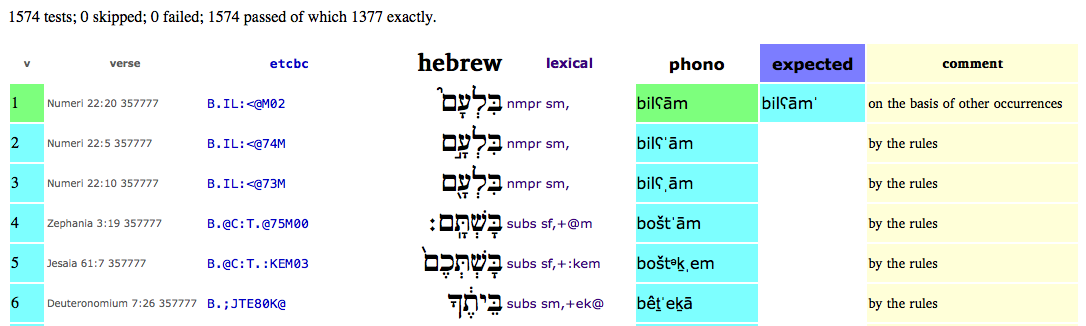 1574 tests; 0 skipped; 0 failed; 1574 passed of which 1377 exactly.
v verse etcbc hebrew lexical phono expected comment
1 Numeri 22:20 357777 B.IL:<@M02 בִּלְעָם֙ nmpr sm, bilʕām bilʕāmˈ on the basis of other occurrences
2 Numeri 22:5 357777 B.IL:<@74M בִּלְעָ֣ם nmpr sm, bilʕˈām by the rules
3 Numeri 22:10 357777 B.IL:<@73M בִּלְעָ֖ם nmpr sm, bilʕˌām by the rules
4 Zephania 3:19 357777 B.@C:T.@75M00 בָּשְׁתָּֽם׃ subs sf,+@m boštˈām by the rules
5 Jesaia 61:7 357777 B.@C:T.:KEM03 בָּשְׁתְּכֶם֙ subs sf,+:kem boštᵊḵˌem by the rules
6 Deuteronomium 7:26 357777 B.;JTE80K@ בֵּיתֶ֔ךָ subs sm,+ek@ bêṯˈeḵā by the rules